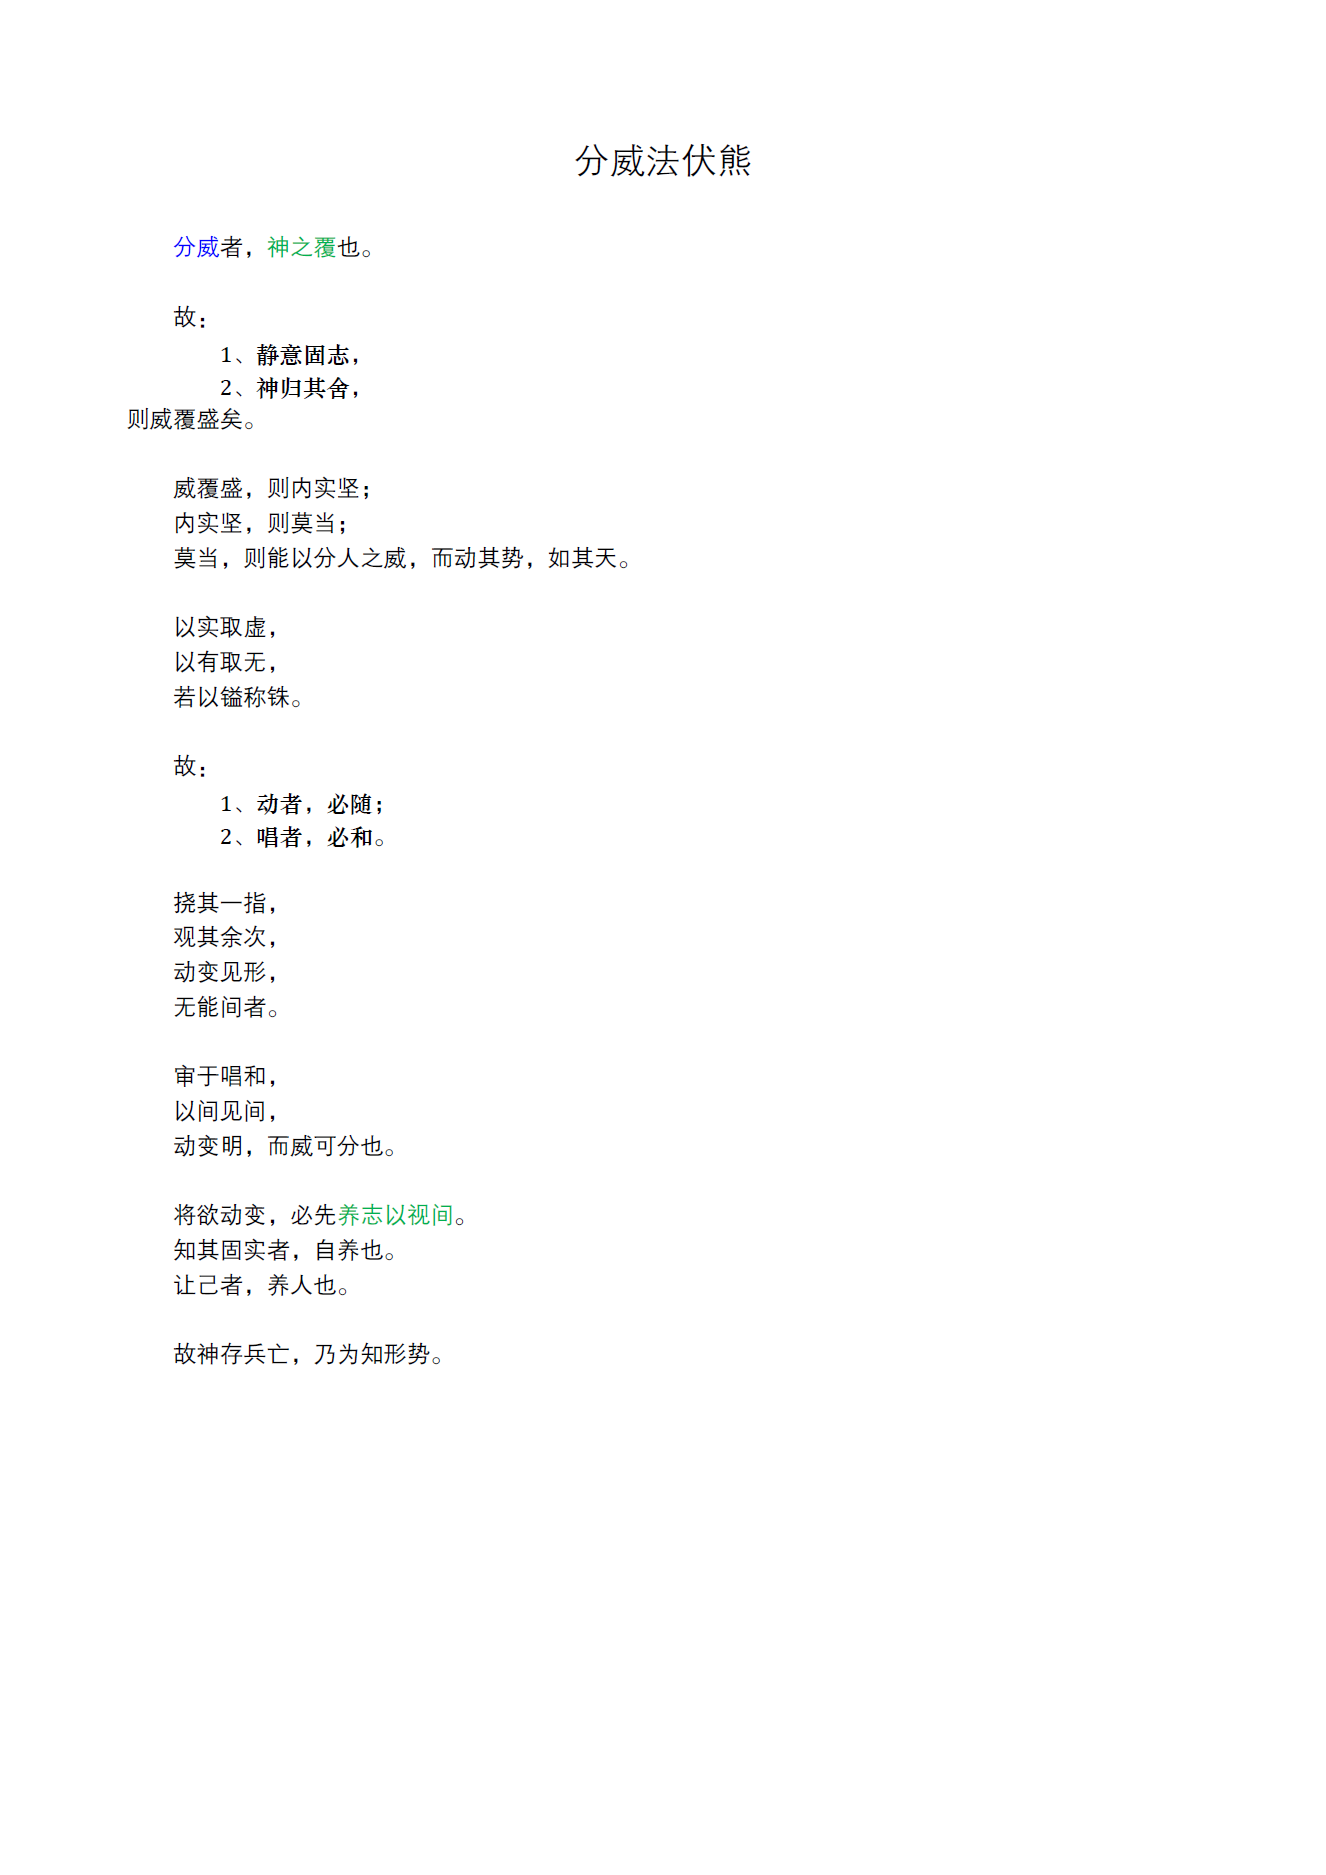 分威法伏熊
分威者，神之覆也。
故：
1、静意固志，
2、神归其舍，
则威覆盛矣。
威覆盛，则内实坚；
内实坚，则莫当；
莫当，则能以分人之威，而动其势，如其天。
以实取虚，
以有取无，
若以镒称铢。
故：
1、动者，必随；
2、唱者，必和。
挠其一指，
观其余次，
动变见形，
无能间者。
审于唱和，
以间见间，
动变明，而威可分也。
将欲动变，必先养志以视间。
知其固实者，自养也。
让己者，养人也。
故神存兵亡，乃为知形势。